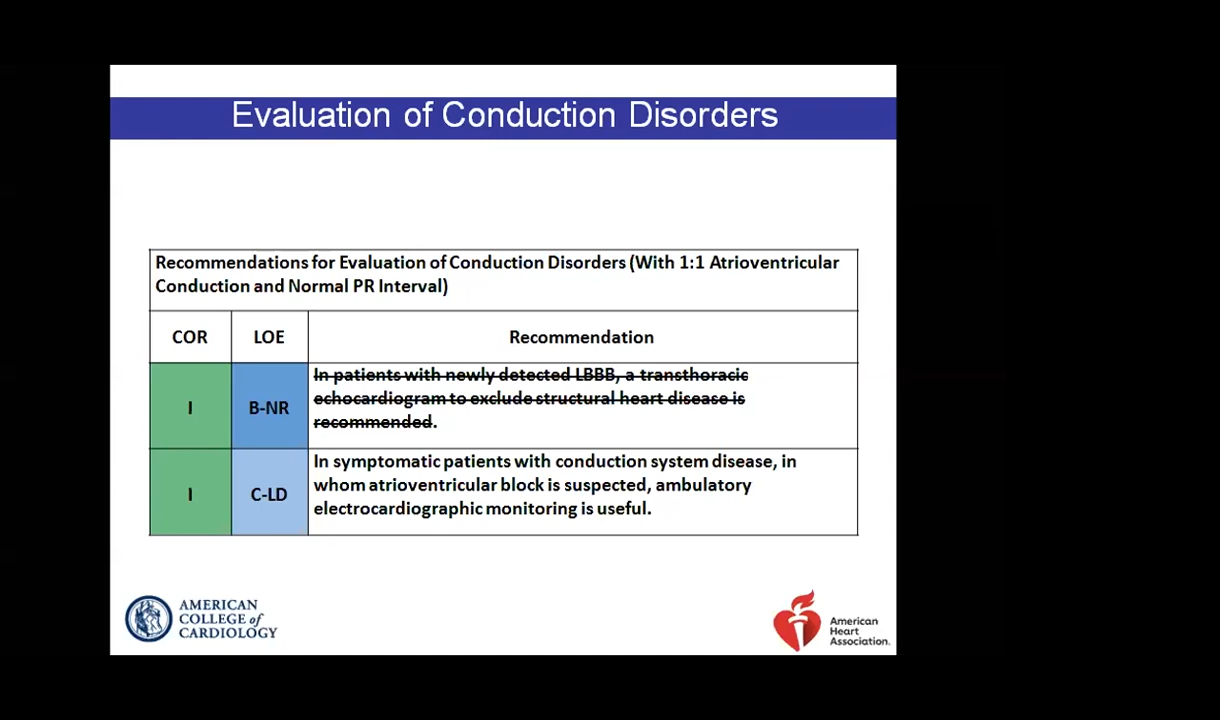 Evaluation of Conduction Disorders
Recommendations for Evaluation of Conduction Disorders (With 1:1 Atrioventricular
Conduction and Normal PR Interval)
COR LOE Recommendation
I B-NR
In patients with newly detected LBBB, a transthoracic
echocardiogram to exclude structural heart disease is
recommended.
I C-LD
In symptomatic patients with conduction system disease, in
whom atrioventricular block is suspected, ambulatory
electrocardiographic monitoring is useful.
AMERICAN
COLLEGE of
CARDIOLOGY
American
Heart
Association.